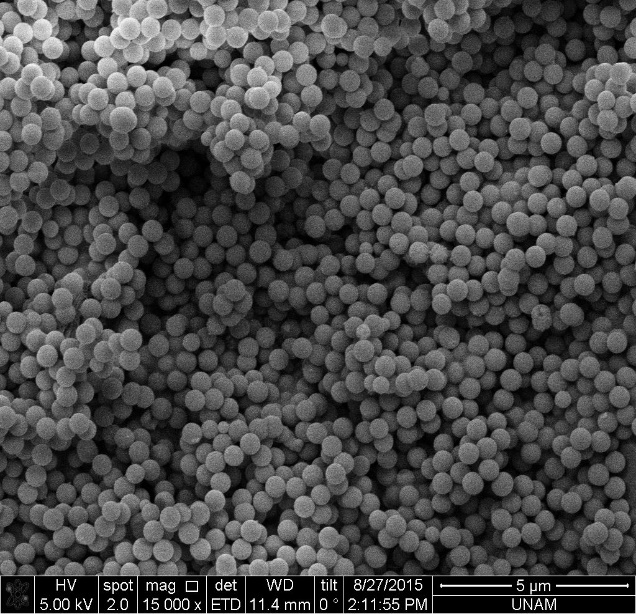 HV spot mag □ det WD tilt 8/27/2015 5 µm
5.00 kV 2.0 15 000 x ETD 11.4 mm 0 ° 2:11:55 PM UNAM